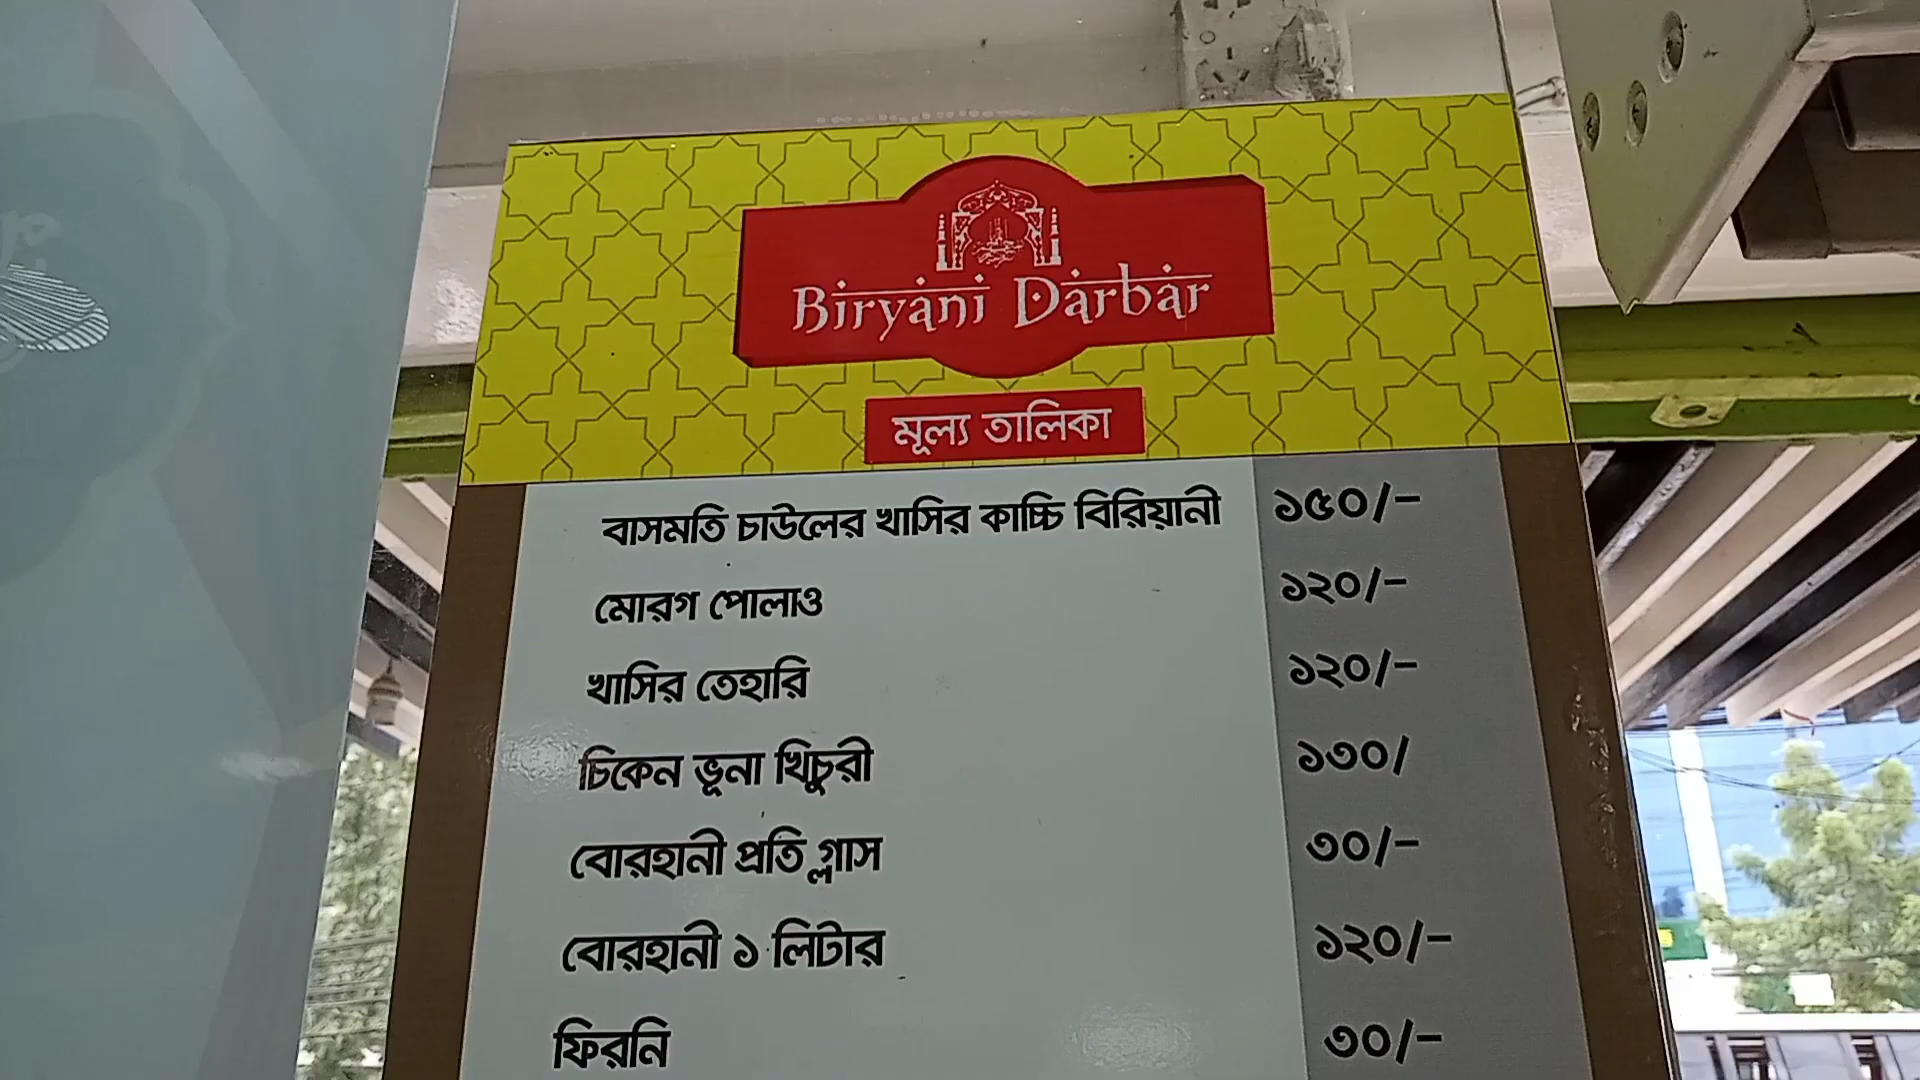 Biryani Darbar
মূল্য তালিকা
বাসমতি চাউলের খাসির কাচ্চি বিরিয়ানী ১৫০/-
মোরগ পোলাও ১২০/-
খাসির তেহারি ১২০/-
চিকেন ভূনা খিচুরী ১৩০/
বোরহানী প্রতি গ্লাস ৩০/-
বোরহানী ১ লিটার ১২০/-
ফিরনি ৩০/-